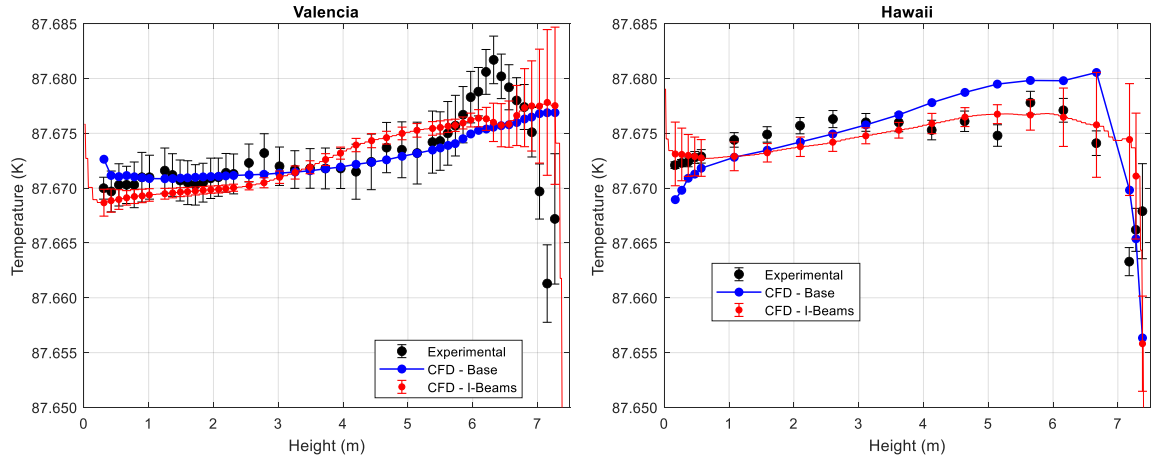 Valencia
87.685
87.680
87.675
87.670
87.665
87.660
87.655
87.650
Temperature (K)
0 1 2 3 4 5 6 7
Height (m)
Experimental
CFD - Base
CFD - I-Beams
Hawaii
87.685
87.680
87.675
87.670
87.665
87.660
87.655
87.650
Temperature (K)
0 1 2 3 4 5 6 7
Height (m)
Experimental
CFD - Base
CFD - I-Beams